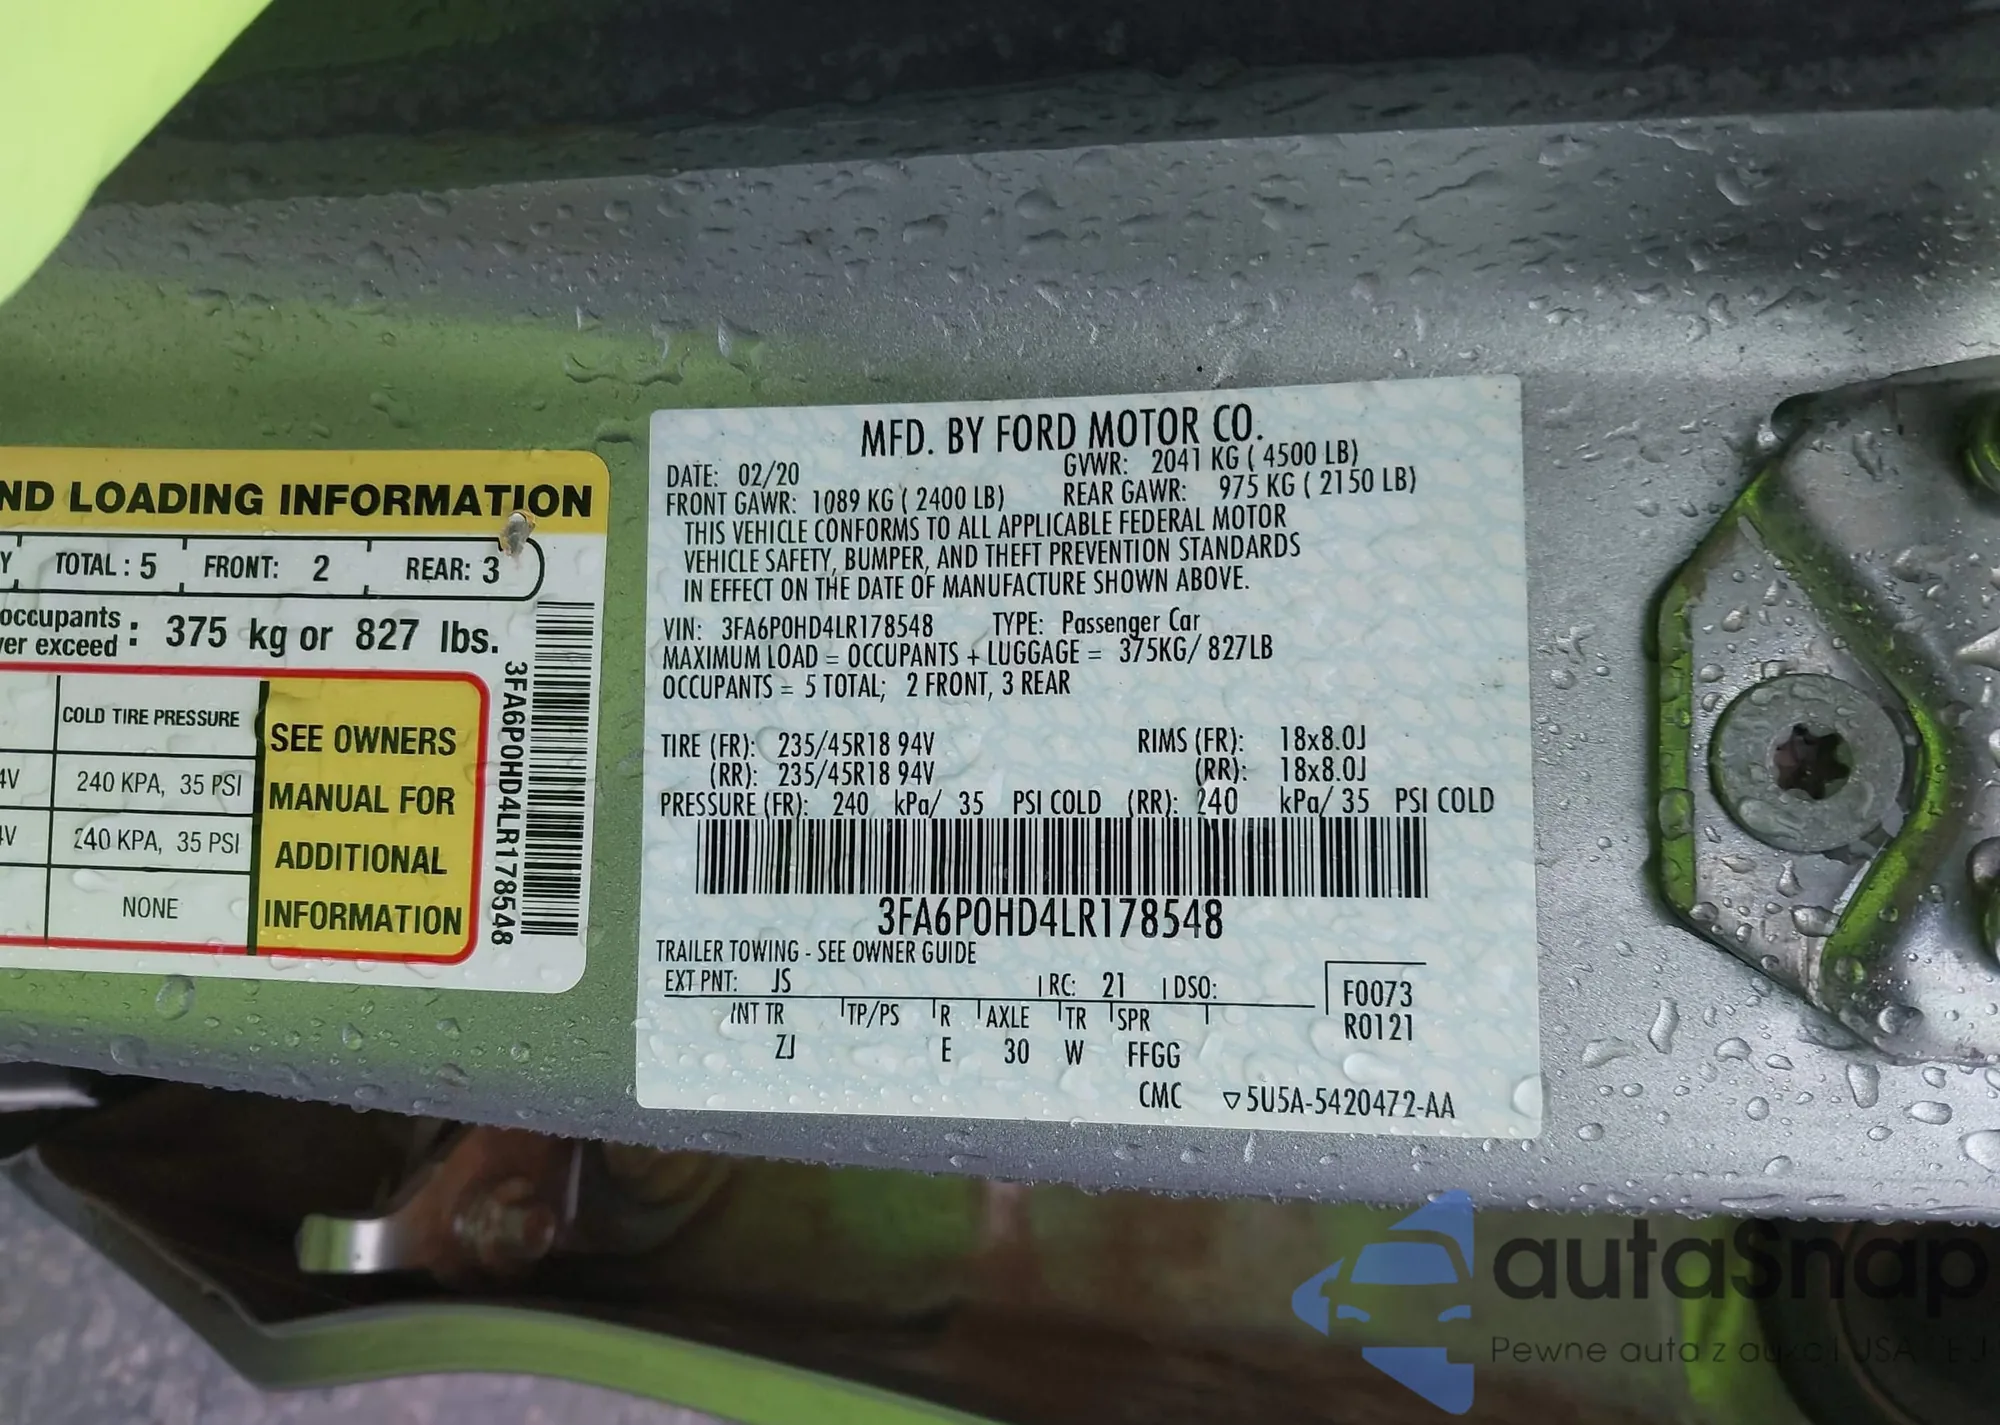 ND LOADING INFORMATION
Y TOTAL : 5 FRONT: 2 REAR: 3
occupants
er exceed : 375 kg or 827 lbs.
COLD TIRE PRESSURE
4V 240 KPA, 35 PSI
V 240 KPA, 35 PSI
NONE
SEE OWNERS
MANUAL FOR
ADDITIONAL
INFORMATION
3FA6P0HD4LR178548
MFD. BY FORD MOTOR CO.
DATE: 02/20 GVWR: 2041 KG ( 4500 LB)
FRONT GAWR: 1089 KG ( 2400 LB) REAR GAWR: 975 KG ( 2150 LB)
THIS VEHICLE CONFORMS TO ALL APPLICABLE FEDERAL MOTOR
VEHICLE SAFETY, BUMPER, AND THEFT PREVENTION STANDARDS
IN EFFECT ON THE DATE OF MANUFACTURE SHOWN ABOVE.
VIN: 3FA6P0HD4LR178548 TYPE: Passenger Car
MAXIMUM LOAD = OCCUPANTS + LUGGAGE = 375KG/ 827LB
OCCUPANTS = 5 TOTAL; 2 FRONT, 3 REAR
TIRE (FR): 235/45R18 94V RIMS (FR): 18x8.0J
(RR): 235/45R18 94V (RR): 18x8.0J
PRESSURE (FR): 240 kPa/ 35 PSI COLD (RR): 240 kPa/ 35 PSI COLD
3FA6P0HD4LR178548
TRAILER TOWING - SEE OWNER GUIDE
EXT PNT: JS RC: 21 DSO: F0073
R0121
INT TR TP/PS R AXLE TR SPR
ZJ E 30 W FFGG
CMC ▽5U5A-5420472-AA
autaSnap
Pewne auta z aukcji USA i EJ